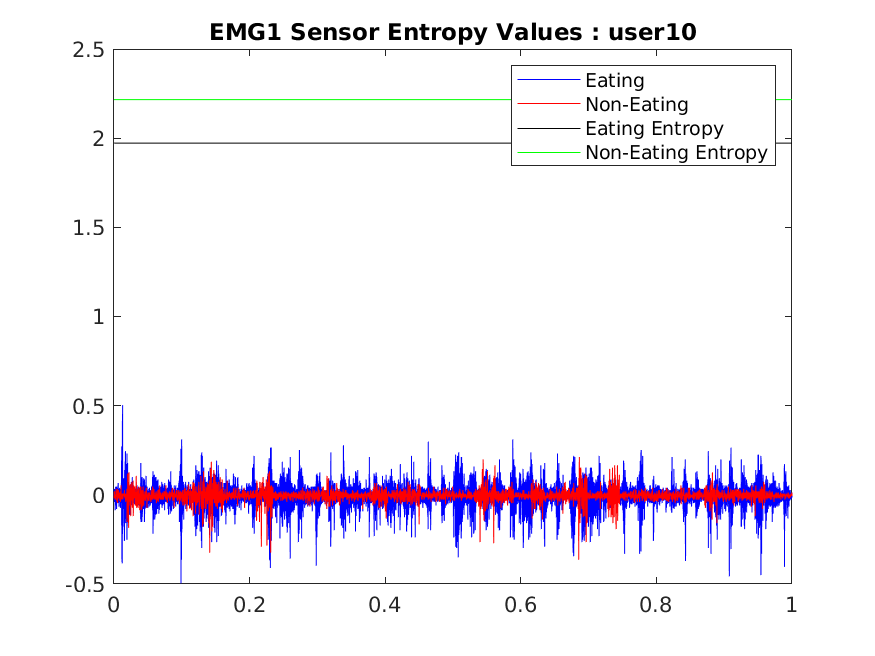 EMG1 Sensor Entropy Values : user10
2.5
Eating
Non-Eating
Eating Entropy
Non-Eating Entropy
2
1.5
1
0.5
0
-0.5
0 0.2 0.4 0.6 0.8 1